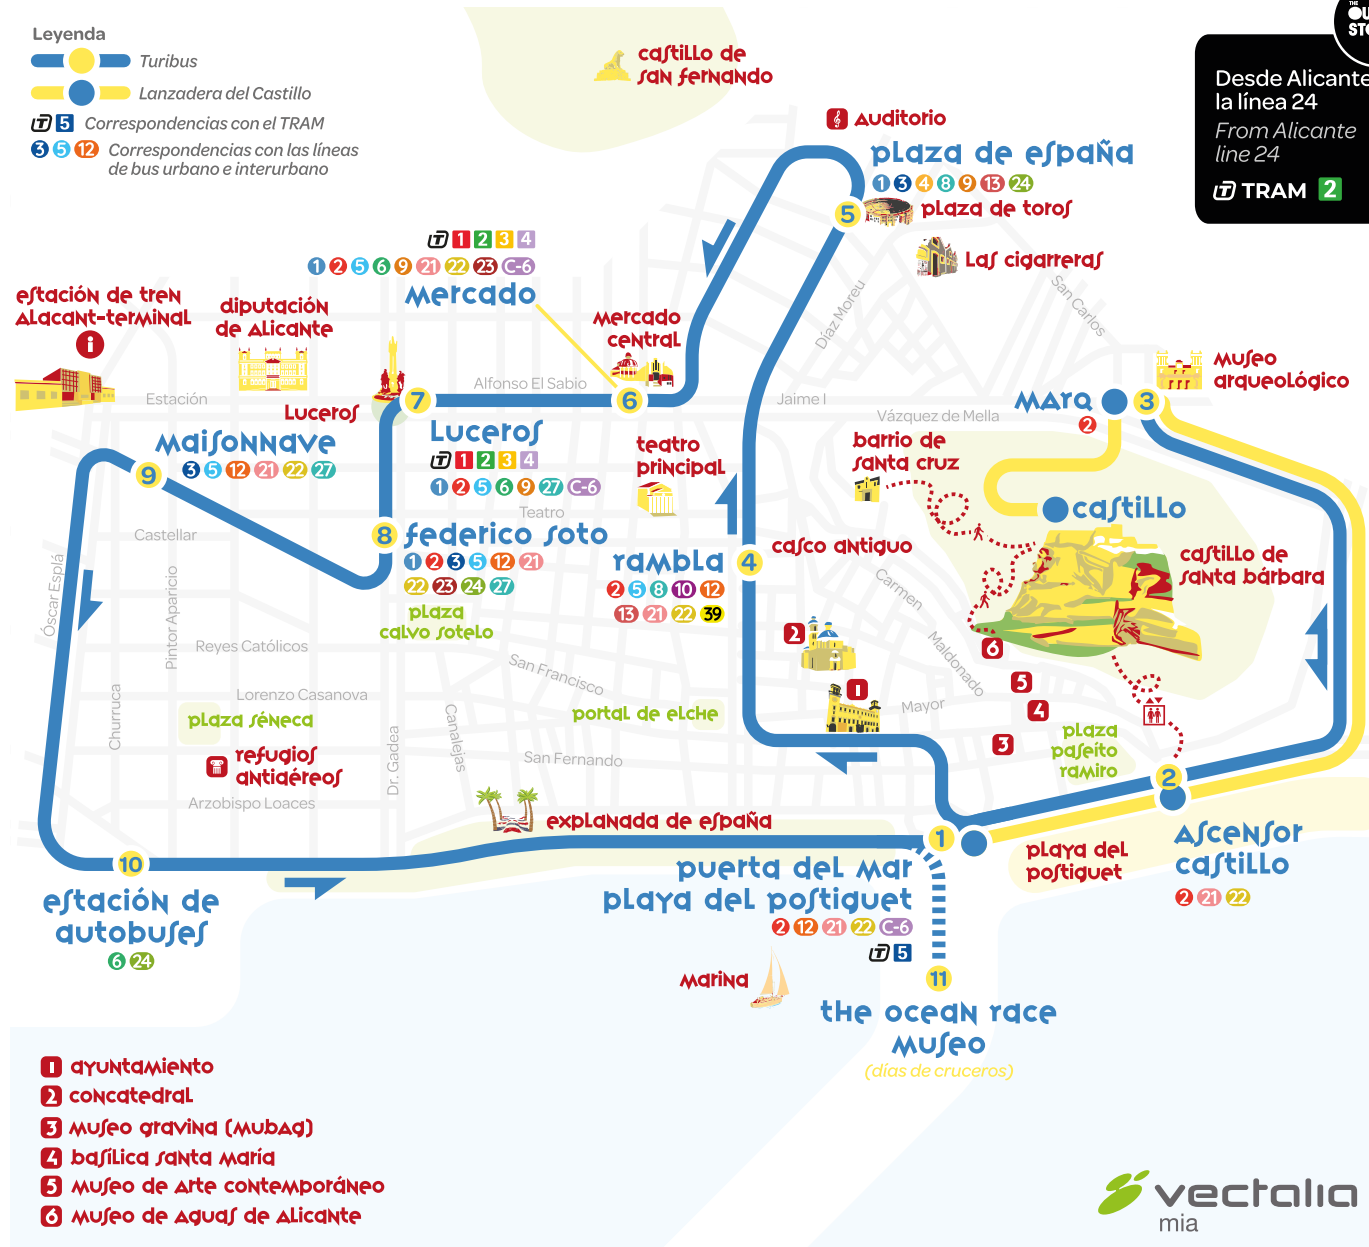 Leyenda
Turibus
Lanzadera del Castillo
T 5 Correspondencias con el TRAM
3 5 12 Correspondencias con las líneas
de bus urbano e interurbano
castillo de
san fernando
THE
Desde Alicante
la línea 24
From Alicante
line 24
T TRAM 2
Auditorio
plaza de españa
1 3 4 8 9 13 24
5
plaza de toros
Las cigarreras
San Carlos
Díaz Moreu
T 1 2 3 4
1 2 5 6 9 21 22 23 C-6
mercado
mercado
central
estación de tren
Alacant-terminal
i
diputación
de Alicante
Luceros
Estación
7
Alfonso El Sabio
6
Jaime I
Vázquez de Mella
marq
2
3
museo
arqueológico
Luceros
T 1 2 3 4
1 2 5 6 9 27 C-6
maisonnave
3 5 12 21 22 27
9
teatro
principal
barrio de
santa cruz
castillo
castillo de
santa bárbara
Teatro
Castellar
8
federico soto
1 2 3 5 12 21
22 23 24 27
plaza
calvo sotelo
rambla
2 5 8 10 12
13 21 22 39
4
casco antiguo
Carmen
Maldonado
Óscar Esplá
Pintor Aparicio
Reyes Católicos
San Francisco
Lorenzo Casanova
Churruca
plaza séneca
refugios
antiaéreos
Dr. Gadea
Canalejas
portal de elche
San Fernando
Arzobispo Loaces
2
1
Mayor
6
5
4
3
plaza
paseíto
ramiro
2
explanada de españa
1
playa del
postiguet
Ascensor
castillo
2 21 22
10
estación de
autobuses
6 24
puerta del mar
playa del postiguet
2 12 21 22 C-6
T 5
marina
11
the ocean race
museo
(días de cruceros)
1 ayuntamiento
2 concatedral
3 museo gravina (mubag)
4 basílica santa maría
5 museo de Arte contemporáneo
6 museo de Aguas de Alicante
vectalia
mia